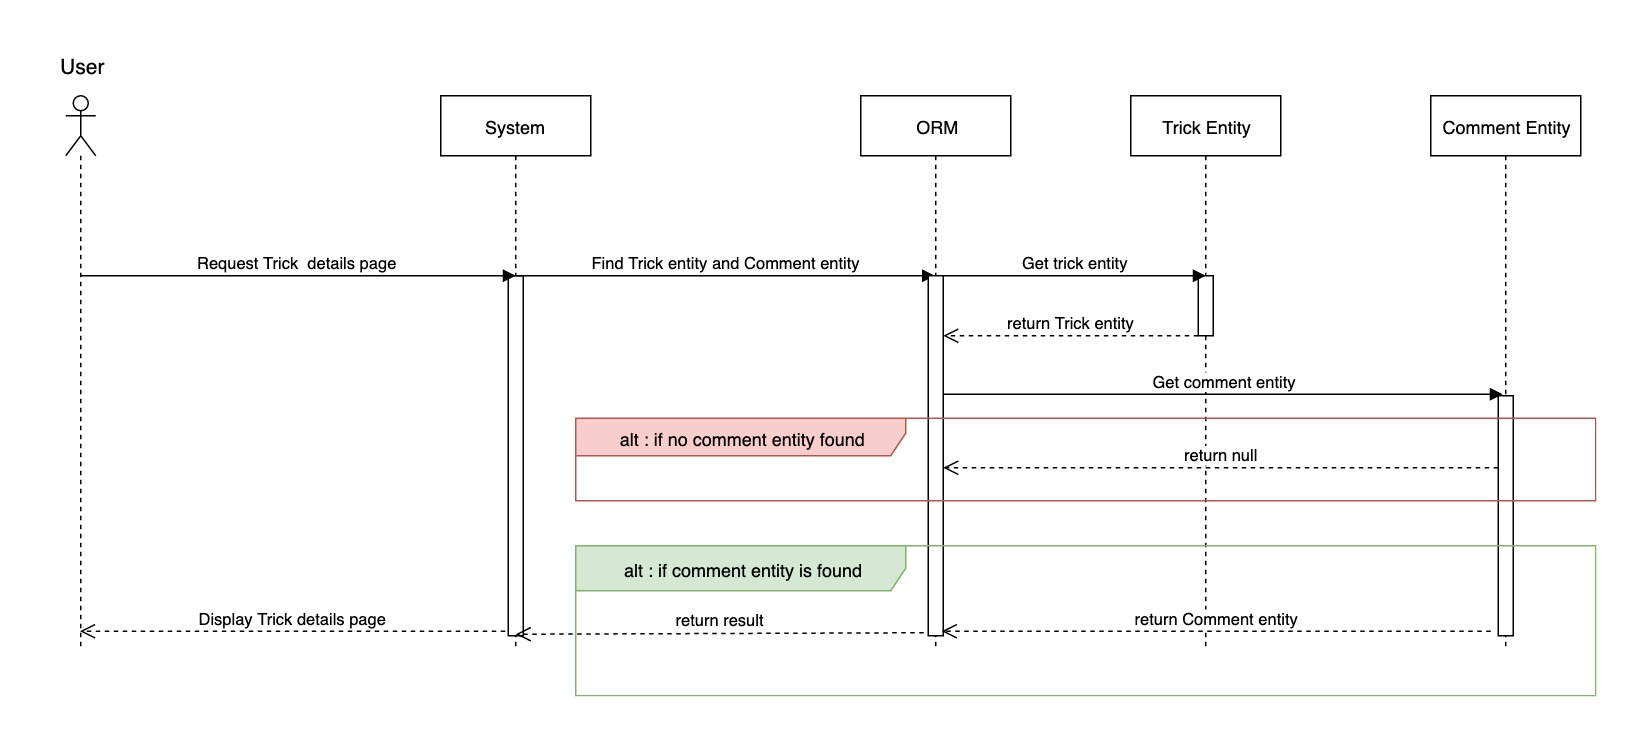 User
System
ORM
Trick Entity
Comment Entity
Request Trick  details page
Find Trick entity and Comment entity
Get trick entity
return Trick entity
Get comment entity
alt : if no comment entity found
return null
alt : if comment entity is found
Display Trick details page
return result
return Comment entity